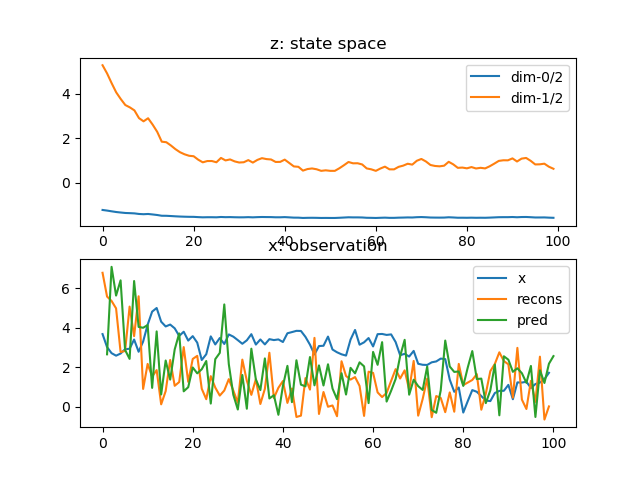 z: state space
dim-0/2
dim-1/2
4
2
0
0 20 40 60 80 100
x: observation
x
recons
pred
6
4
2
0
0 20 40 60 80 100